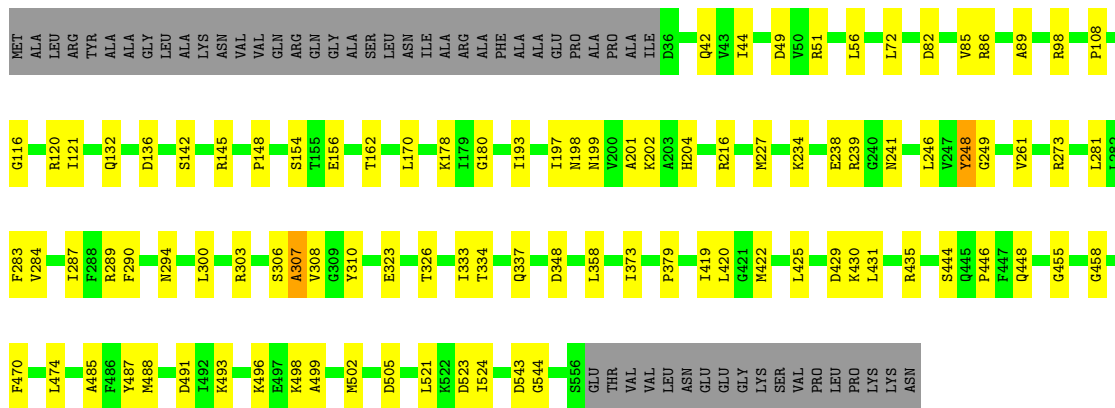 MET ALA LEU ARG TYR ALA ALA GLY LEU ALA LYS ASN VAL VAL GLN ARG GLN GLY ALA SER LEU ASN ILE ALA ARG ALA PHE ALA ALA GLU PRO ALA PRO ALA ILE D36 Q42 V43 I44 D49 V50 R51 L56 L72 D82 V85 R86 A89 R98 P108
G116 R120 I121 Q132 D136 S142 R145 P148 S154 T155 E156 T162 L170 K178 I179 G180 I193 I197 N198 N199 V200 A201 K202 A203 H204 R216 M227 K234 E238 R239 G240 N241 L246 V247 Y248 G249 V261 R273 L281 L282
F283 V284 I287 F288 R289 F290 N294 L300 R303 S306 A307 V308 G309 Y310 E323 T326 I333 T334 Q337 D348 L358 I373 P379 I419 L420 G421 M422 L425 D429 K430 L431 R435 S444 Q445 P446 F447 Q448 G455 G458
F470 L474 A485 F486 Y487 M488 D491 I492 K493 K496 E497 K498 A499 M502 D505 L521 K522 D523 I524 D543 G544 S556 GLU THR VAL VAL LEU ASN GLU GLU GLY LYS SER VAL PRO LEU PRO LYS LYS ASN